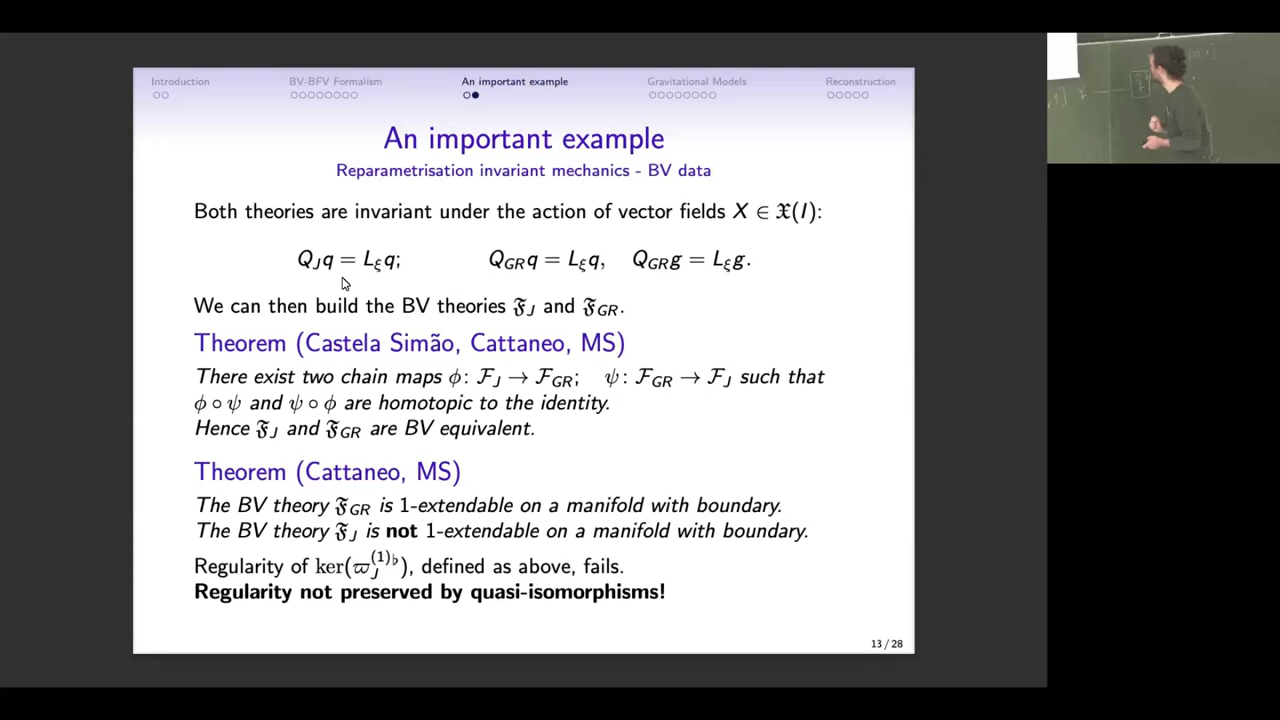 Introduction BV-BFV Formalism An important example Gravitational Models Reconstruction
An important example
Reparametrisation invariant mechanics - BV data
Both theories are invariant under the action of vector fields X ∈ 𝔛(I):
Q_J q = L_ξ q; Q_GR q = L_ξ q, Q_GR g = L_ξ g.
We can then build the BV theories 𝔉_J and 𝔉_GR.
Theorem (Castela Simão, Cattaneo, MS)
There exist two chain maps ϕ: ℱ_J → ℱ_GR; ψ: ℱ_GR → ℱ_J such that
ϕ ∘ ψ and ψ ∘ ϕ are homotopic to the identity.
Hence 𝔉_J and 𝔉_GR are BV equivalent.
Theorem (Cattaneo, MS)
The BV theory 𝔉_GR is 1-extendable on a manifold with boundary.
The BV theory 𝔉_J is not 1-extendable on a manifold with boundary.
Regularity of ker(ϖ_J^{(1)♭}), defined as above, fails.
Regularity not preserved by quasi-isomorphisms!
13 / 28